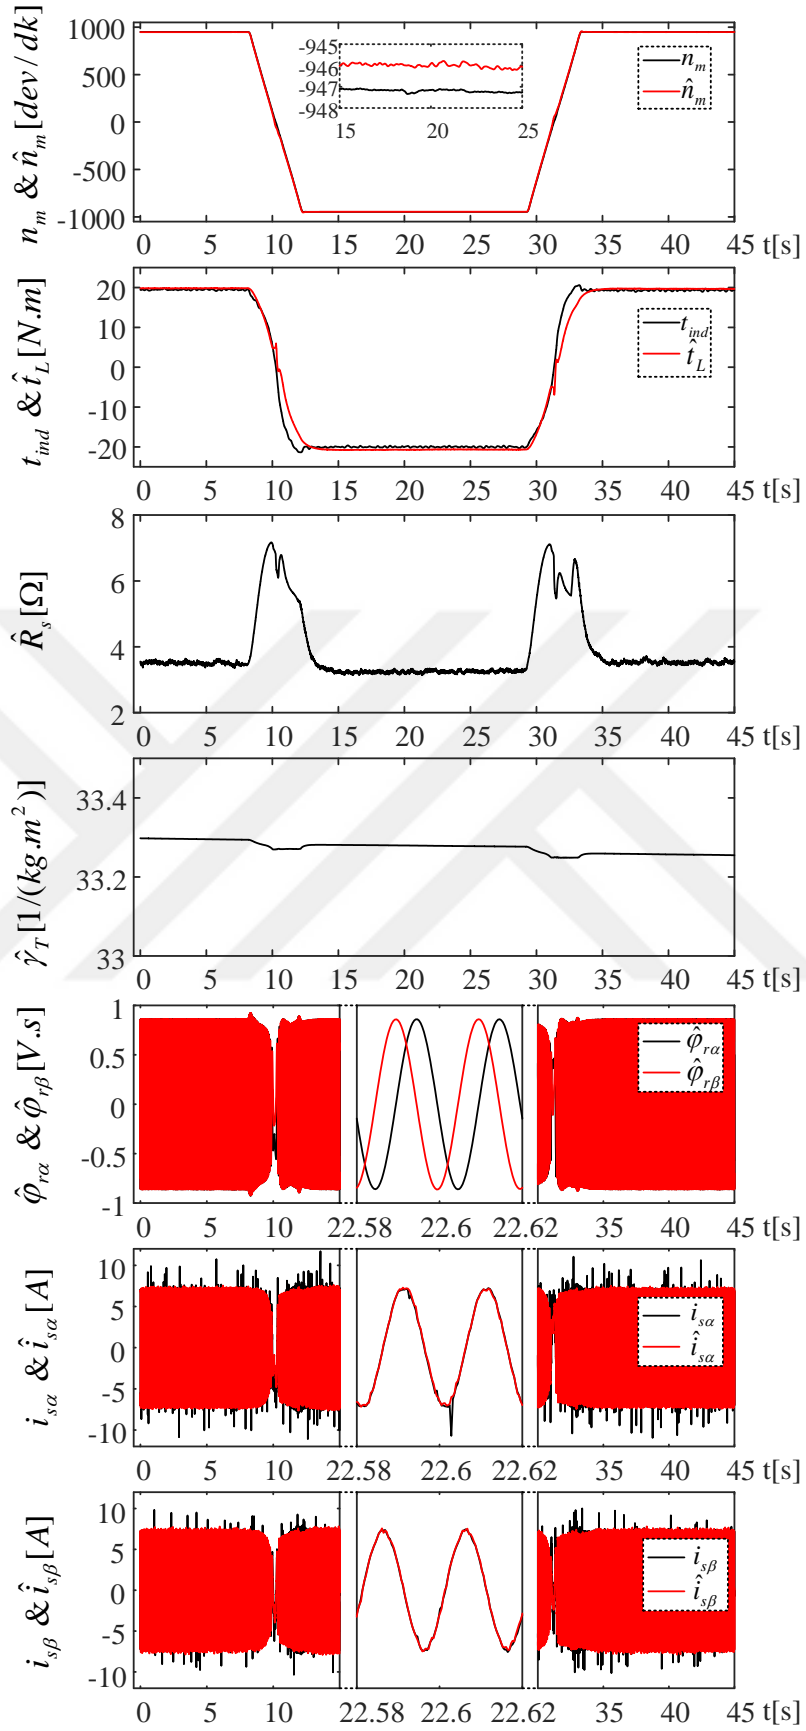 n_m & n̂_m [dev/dk]
1000
500
0
-500
-1000
-945
-946
-947
-948
15 20 25
n_m
n̂_m
0 5 10 15 20 25 30 35 40 45 t[s]
t_ind & t̂_L [N.m]
20
10
0
-10
-20
t_ind
t̂_L
0 5 10 15 20 25 30 35 40 45 t[s]
R̂_s [Ω]
8
6
4
2
0 5 10 15 20 25 30 35 40 45 t[s]
γ̂_T [1/(kg.m²)]
33.4
33.2
33
0 5 10 15 20 25 30 35 40 45 t[s]
φ̂_rα & φ̂_rβ [V.s]
1
0.5
0
-0.5
-1
φ̂_rα
φ̂_rβ
0 5 10 15 22.58 22.6 22.62 35 40 45 t[s]
i_sα & î_sα [A]
10
5
0
-5
-10
i_sα
î_sα
0 5 10 22.58 22.6 22.62 35 40 45 t[s]
i_sβ & î_sβ [A]
10
5
0
-5
-10
i_sβ
î_sβ
0 5 10 22.58 22.6 22.62 35 40 45 t[s]